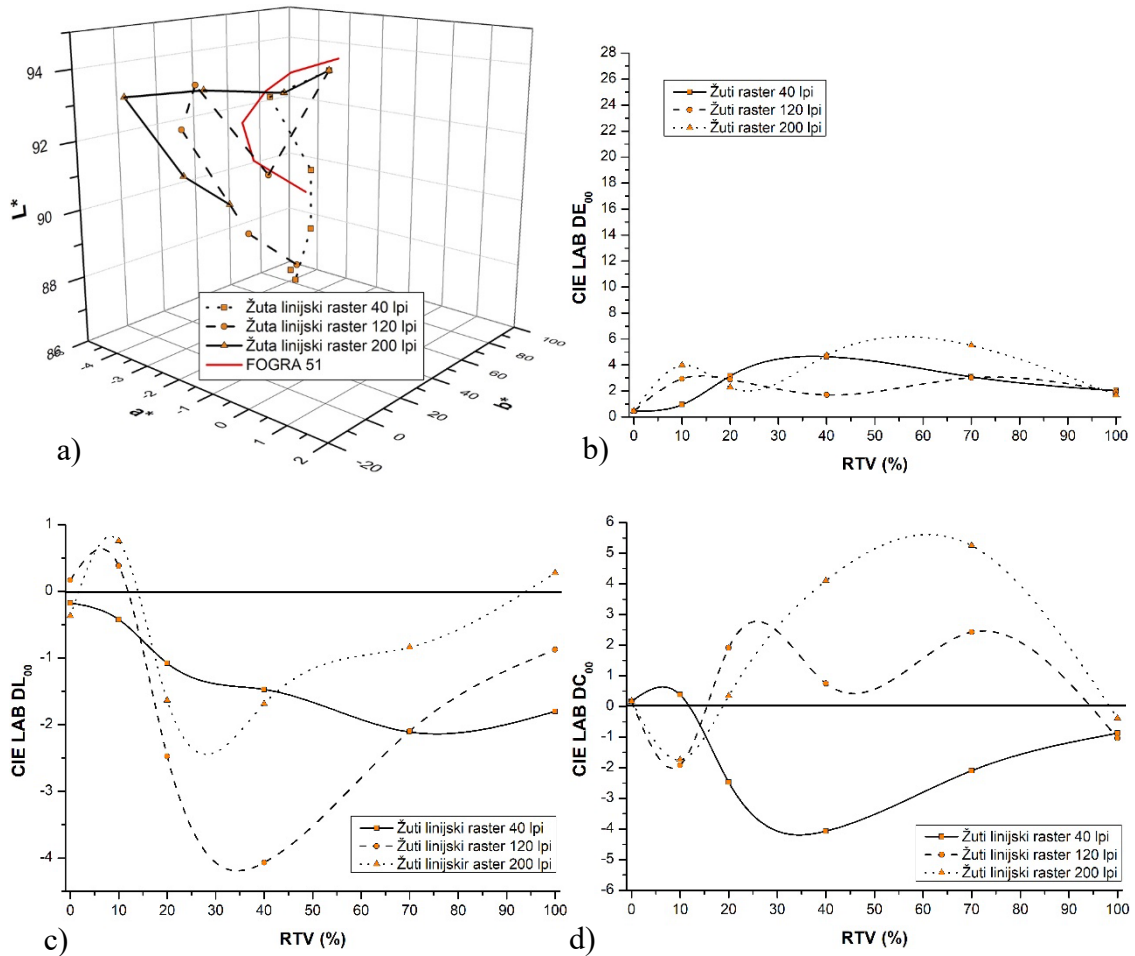 94
92
90
88
86
L*
-5
-4
-3
-2
-1
0
1
2
a*
-20
0
20
40
60
80
100
b*
Žuta linijski raster 40 lpi
Žuta linijski raster 120 lpi
Žuta linijski raster 200 lpi
FOGRA 51
a)
28
26
24
22
20
18
16
14
12
10
8
6
4
2
0
CIE LAB DE00
Žuti raster 40 lpi
Žuti raster 120 lpi
Žuti raster 200 lpi
0 10 20 30 40 50 60 70 80 90 100
RTV (%)
b)
1
0
-1
-2
-3
-4
CIE LAB DL00
Žuti linijski raster 40 lpi
Žuti linijski raster 120 lpi
Žuti linijskir aster 200 lpi
0 10 20 30 40 50 60 70 80 90 100
RTV (%)
c)
6
5
4
3
2
1
0
-1
-2
-3
-4
-5
-6
CIE LAB DC00
Žuti linijski raster 40 lpi
Žuti linijski raster 120 lpi
Žuti linijski raster 200 lpi
0 10 20 30 40 50 60 70 80 90 100
RTV (%)
d)